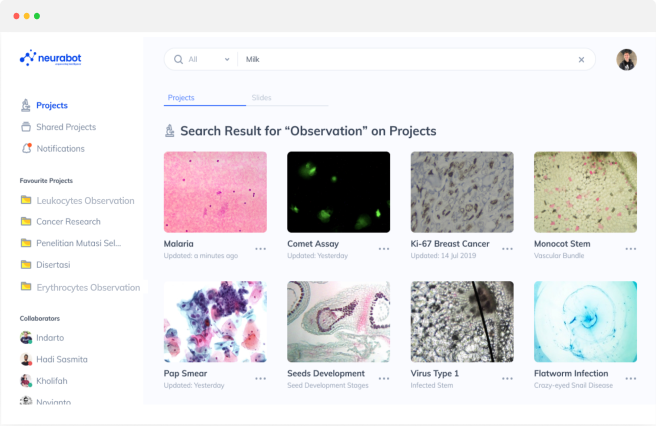 neurabot
All
Milk
Projects
Shared Projects
Notifications
Favourite Projects
Leukocytes Observation
Cancer Research
Penelitian Mutasi Sel...
Disertasi
Erythrocytes Observation
Collaborators
Indarto
Hadi Sasmita
Kholifah
Novianto
Projects
Slides
Search Result for “Observation” on Projects
Malaria
Updated: a minutes ago
Comet Assay
Updated: Yesterday
Ki-67 Breast Cancer
Updated: 14 jul 2019
Monocot Stem
Vascular Bundle
Pap Smear
Updated: Yesterday
Seeds Development
Seed Development Stages
Virus Type 1
Infected Stem
Flatworm Infection
Crazy-eyed Snail Disease